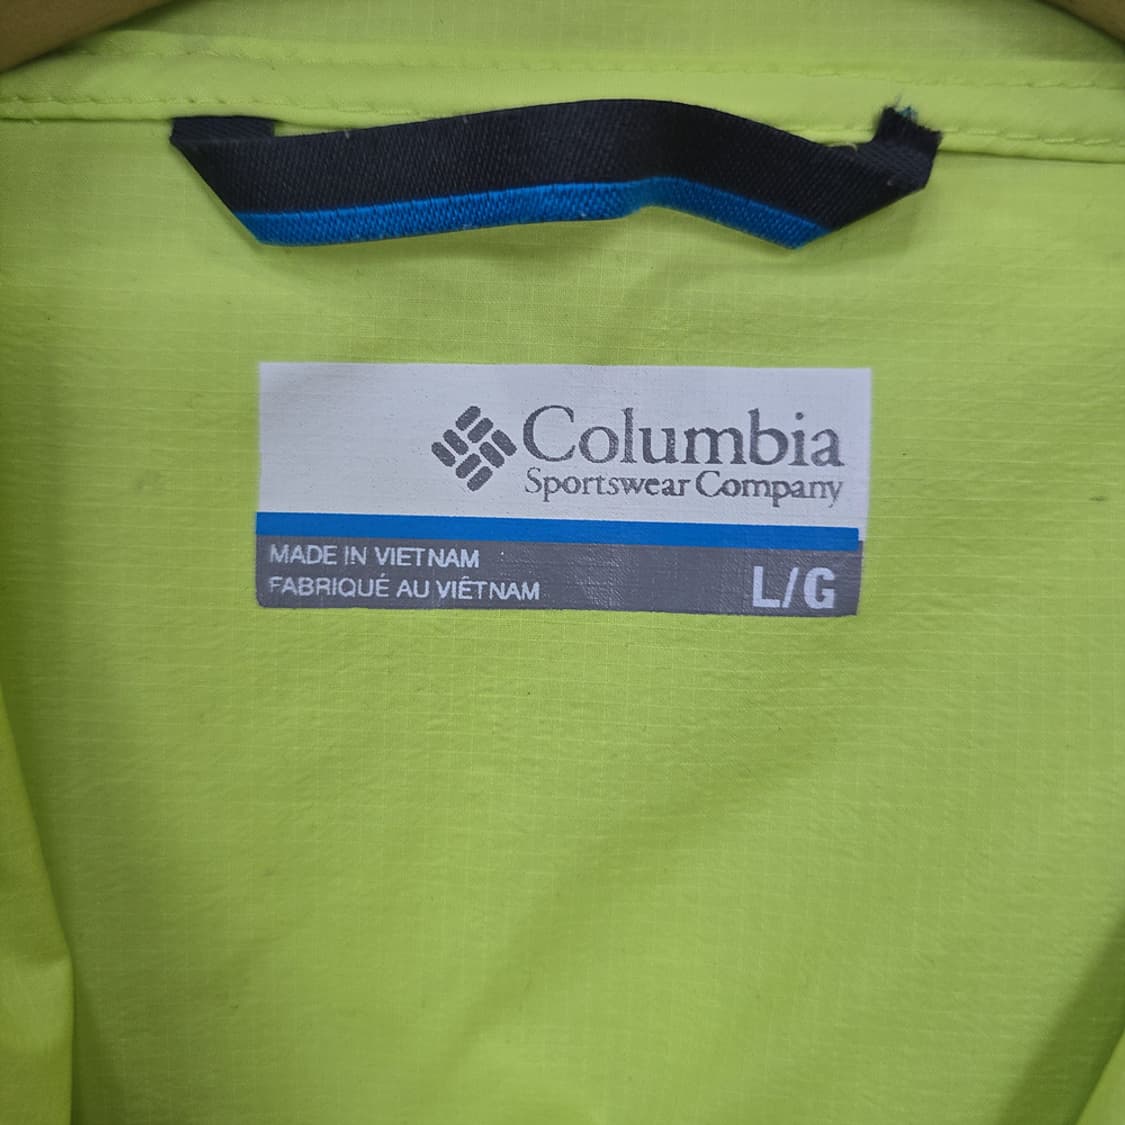 Columbia
Sportswear Company
MADE IN VIETNAM
FABRIQUÉ AU VIÊTNAM
L/G